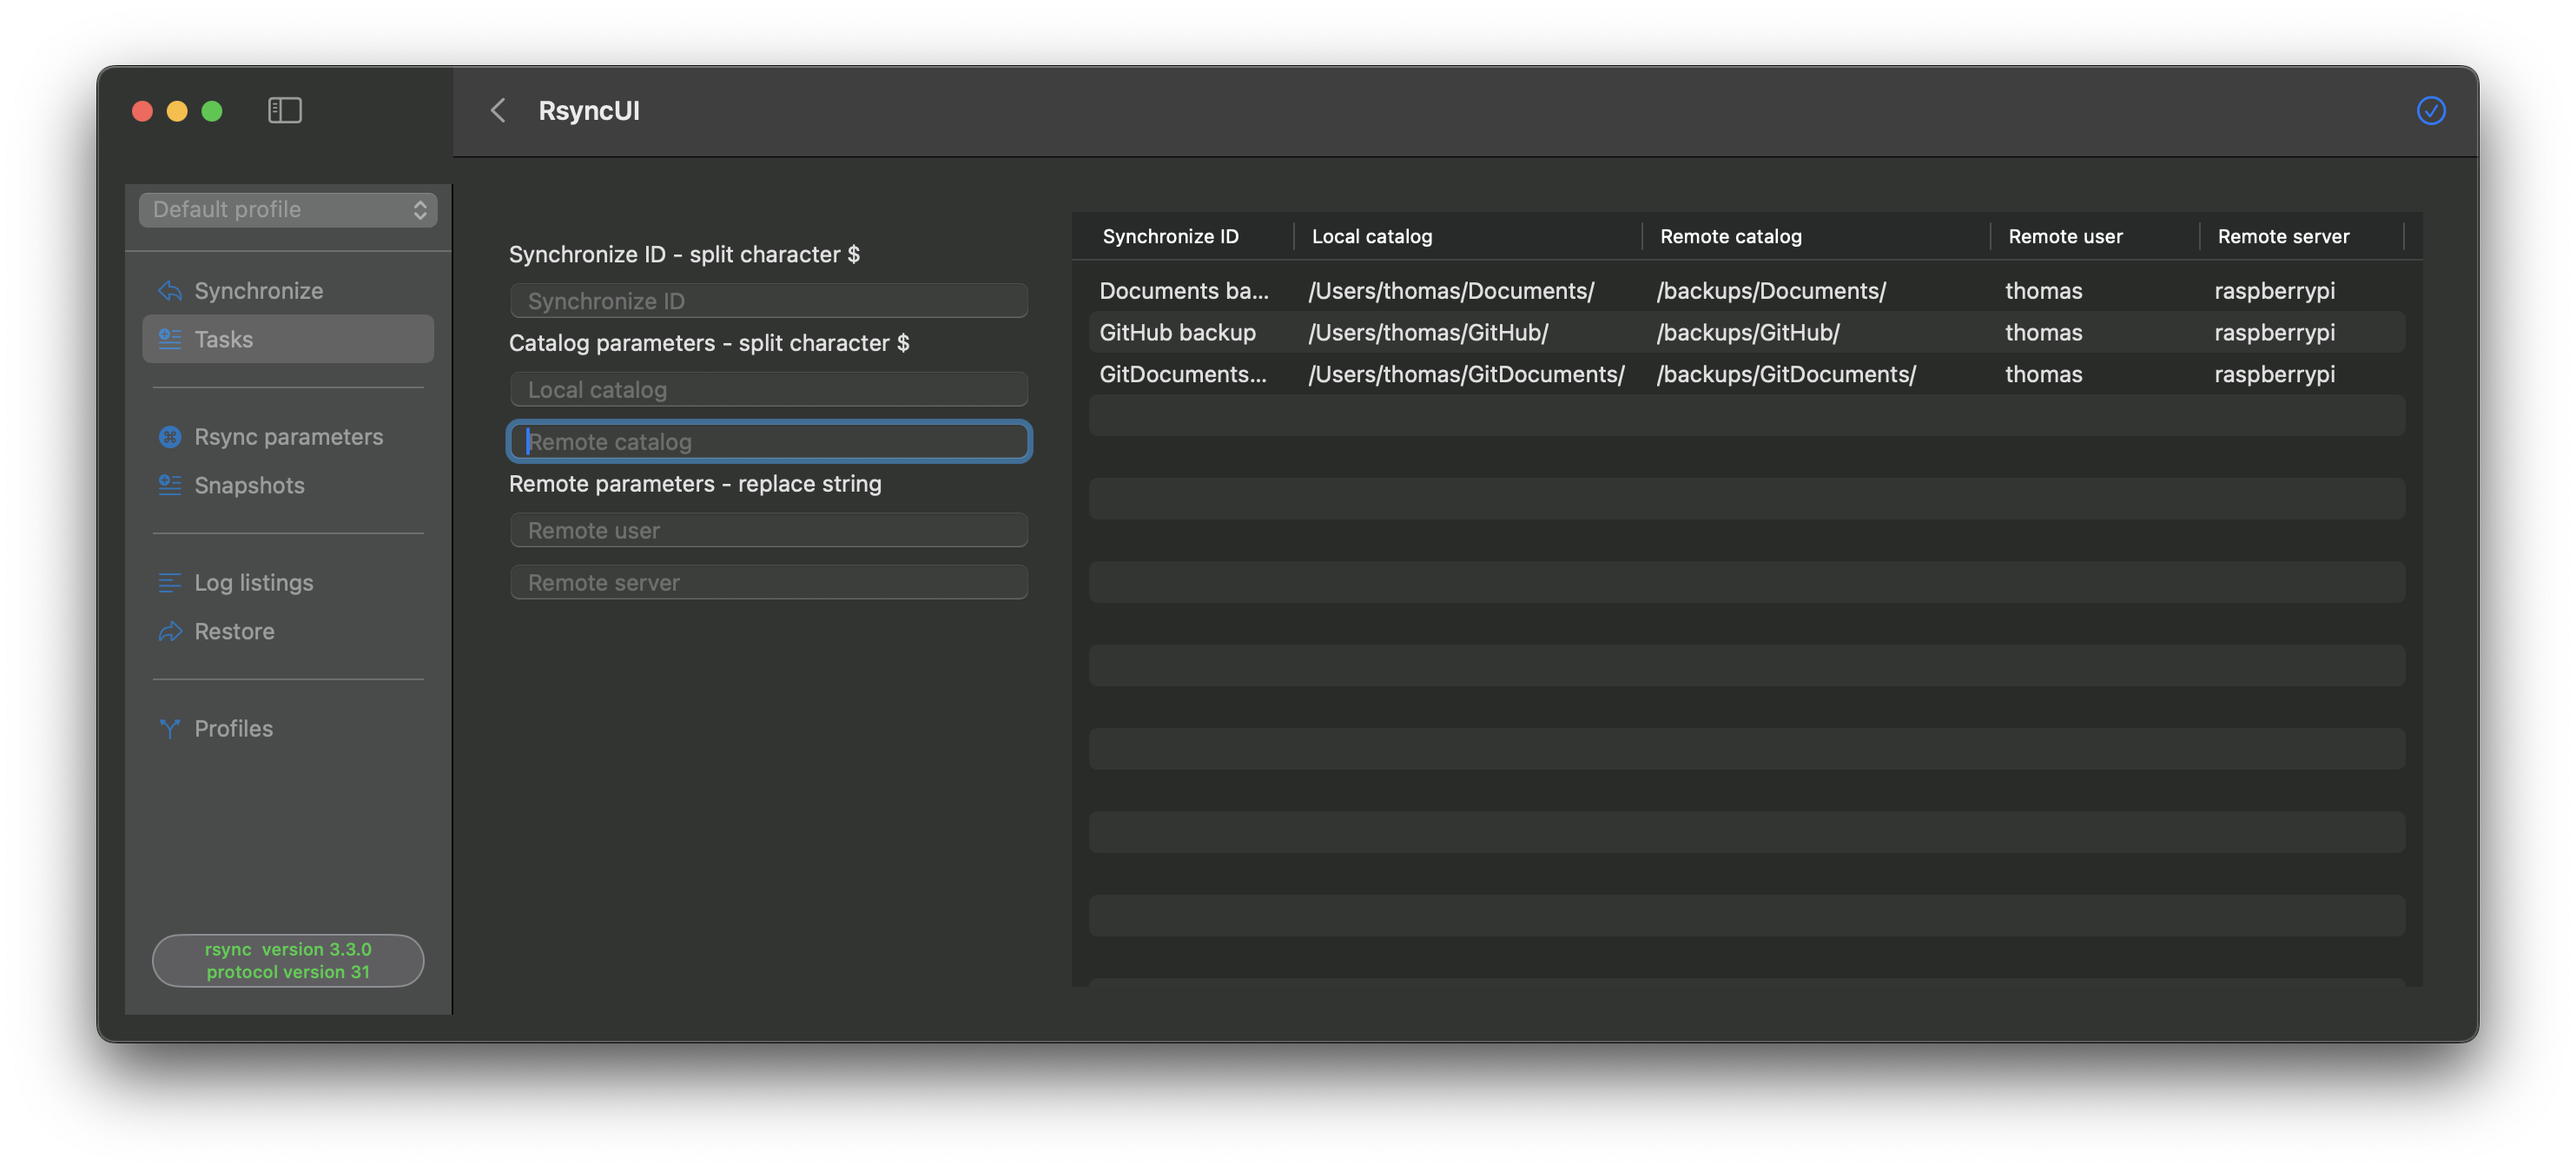 RsyncUI
Default profile
Synchronize
Tasks
Rsync parameters
Snapshots
Log listings
Restore
Profiles
rsync  version 3.3.0
protocol version 31
Synchronize ID - split character $
Synchronize ID
Catalog parameters - split character $
Local catalog
Remote catalog
Remote parameters - replace string
Remote user
Remote server
Synchronize ID Local catalog Remote catalog Remote user Remote server
Documents ba... /Users/thomas/Documents/ /backups/Documents/ thomas raspberrypi
GitHub backup /Users/thomas/GitHub/ /backups/GitHub/ thomas raspberrypi
GitDocuments... /Users/thomas/GitDocuments/ /backups/GitDocuments/ thomas raspberrypi